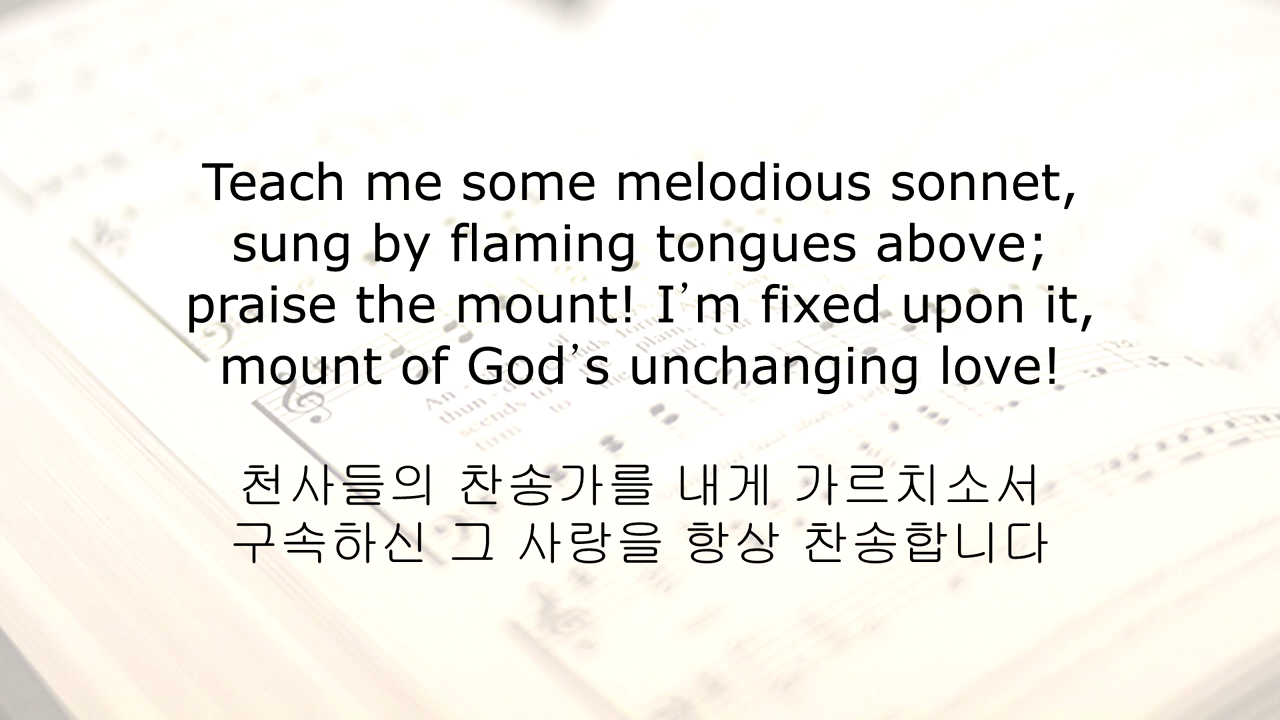 Teach me some melodious sonnet,
sung by flaming tongues above;
praise the mount! I’m fixed upon it,
mount of God’s unchanging love!
천사들의 찬송가를 내게 가르치소서
구속하신 그 사랑을 항상 찬송합니다